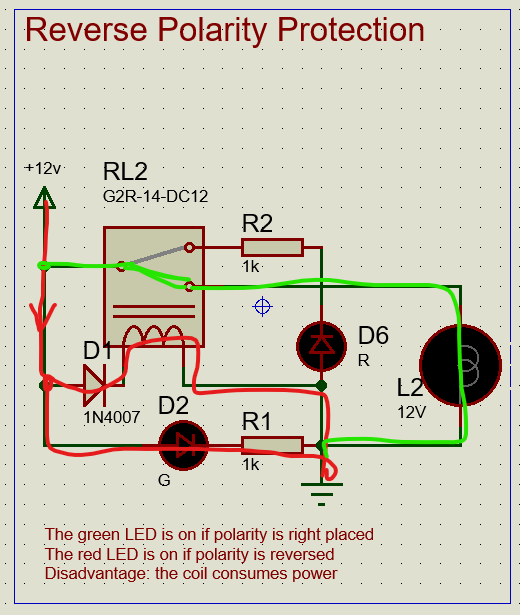 Reverse Polarity Protection
+12v
RL2
G2R-14-DC12
R2
1k
D6
R
D1
1N4007
L2
12V
D2
G
R1
1k
The green LED is on if polarity is right placed
The red LED is on if polarity is reversed
Disadvantage: the coil consumes power